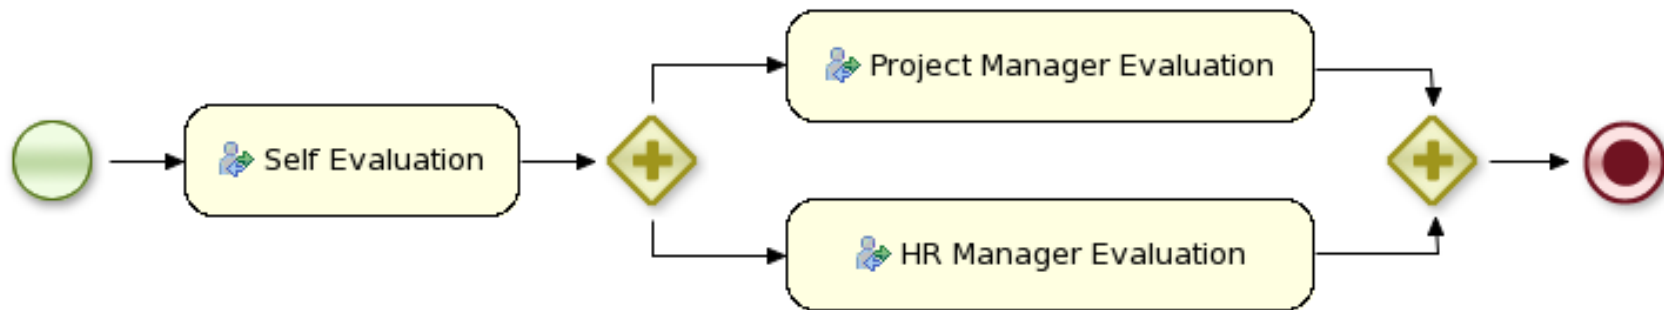 Project Manager Evaluation
Self Evaluation
HR Manager Evaluation